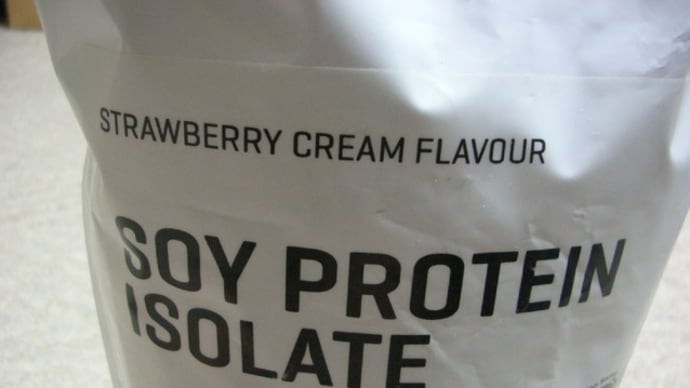 STRAWBERRY CREAM FLAVOUR
SOY PROTEIN
ISOLATE